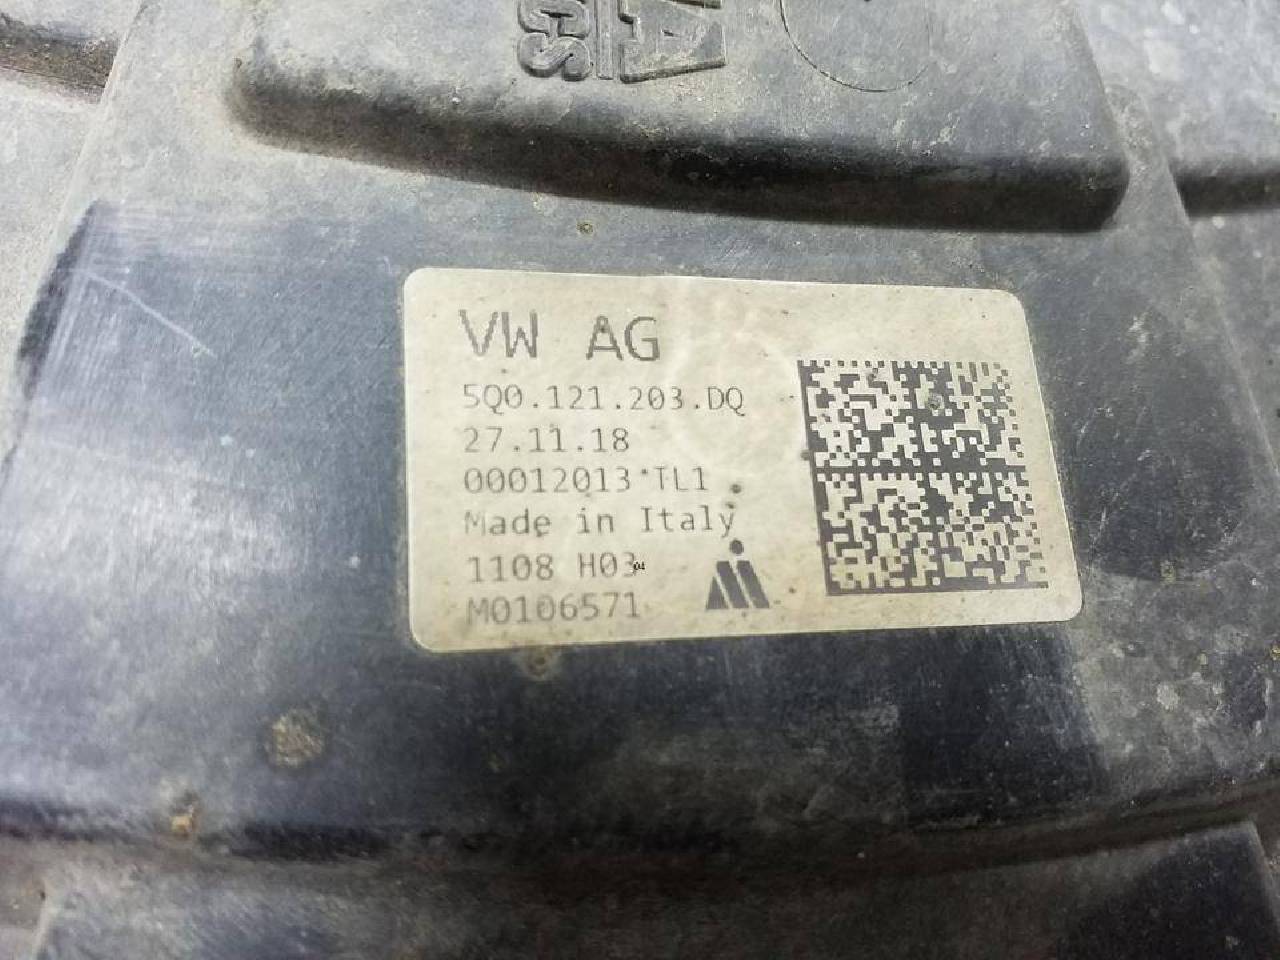 VW AG
5Q0.121.203.DQ
27.11.18
00012013*TL1
Made in Italy
1108 H03
M0106571